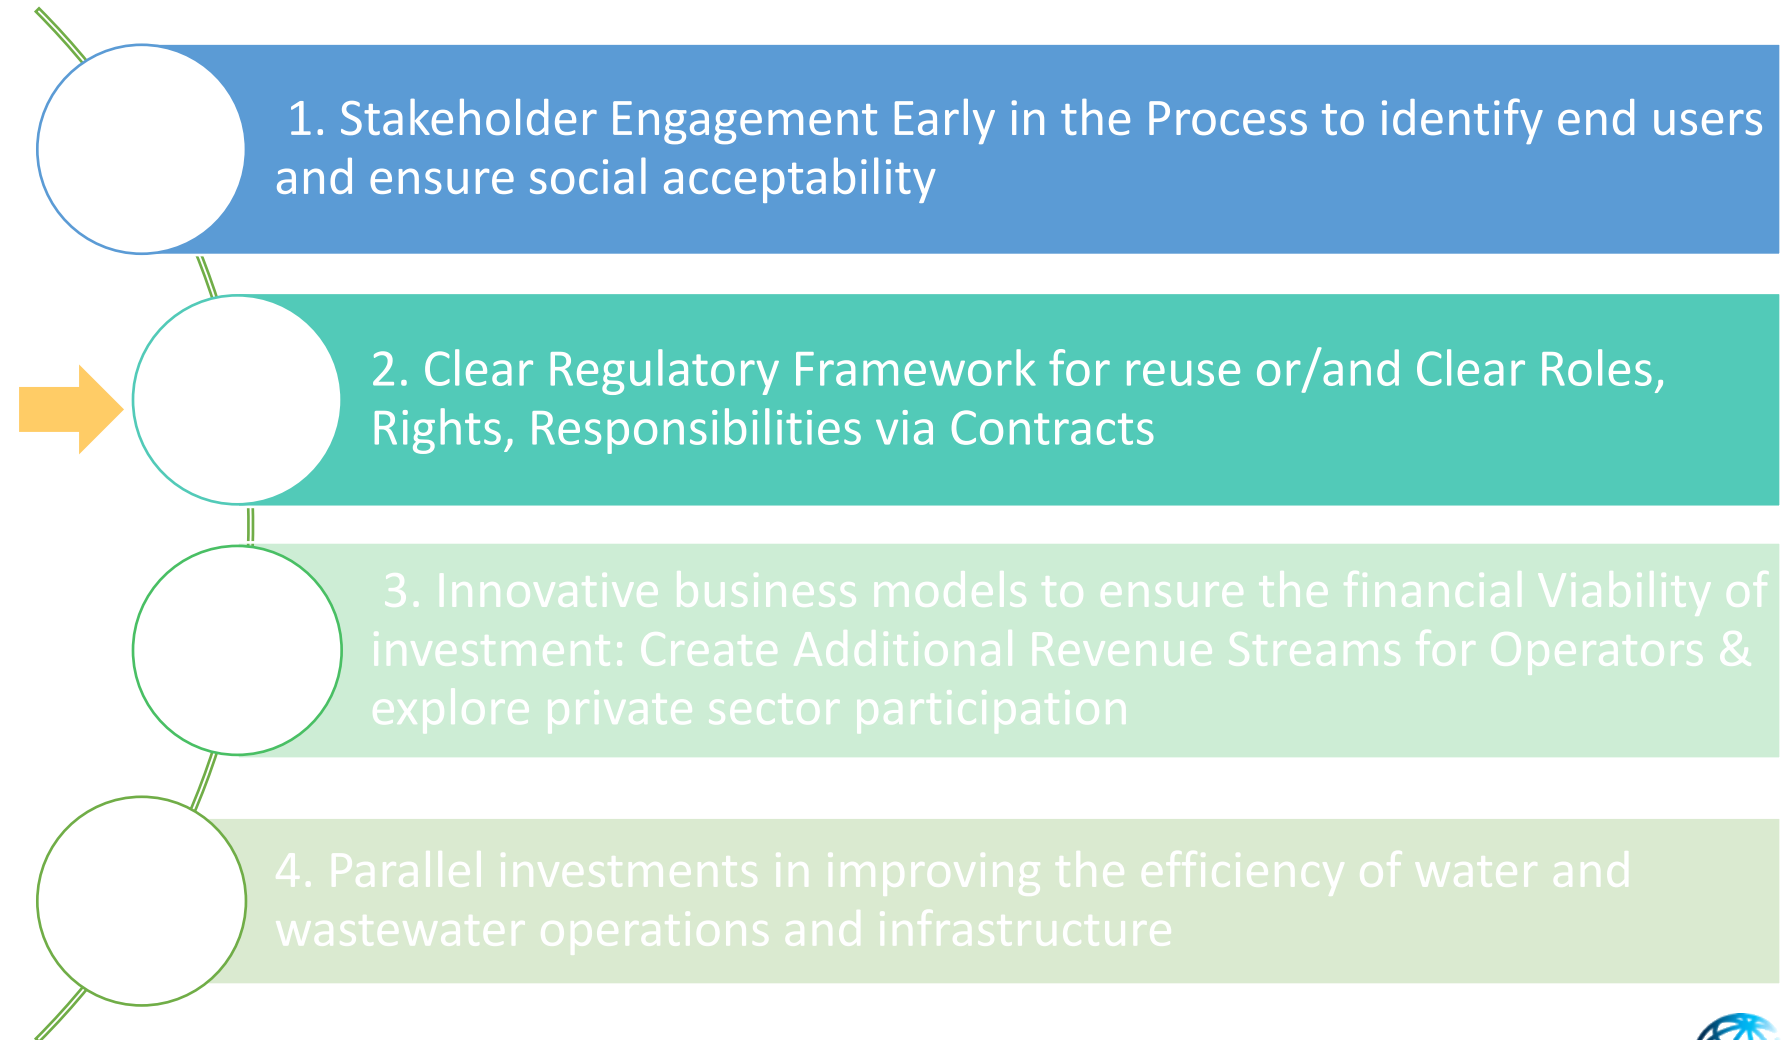 1. Stakeholder Engagement Early in the Process to identify end users
and ensure social acceptability
2. Clear Regulatory Framework for reuse or/and Clear Roles,
Rights, Responsibilities via Contracts
3. Innovative business models to ensure the financial Viability of
investment: Create Additional Revenue Streams for Operators &
explore private sector participation
4. Parallel investments in improving the efficiency of water and
wastewater operations and infrastructure